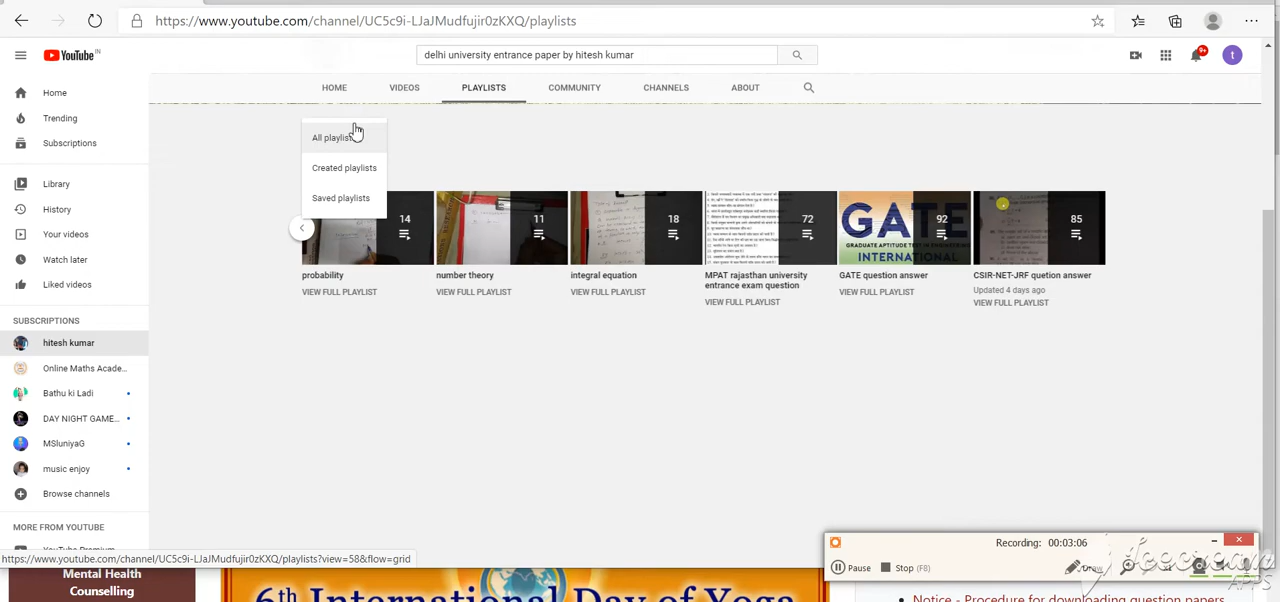 https://www.youtube.com/channel/UC5c9i-LJaJMudfujir0zKXQ/playlists
YouTube IN
delhi university entrance paper by hitesh kumar
9+
t
HOME VIDEOS PLAYLISTS COMMUNITY CHANNELS ABOUT
Home
Trending
Subscriptions
Library
History
Your videos
Watch later
Liked videos
SUBSCRIPTIONS
hitesh kumar
Online Maths Acade...
Bathu ki Ladi
DAY NIGHT GAME...
MSluniyaG
music enjoy
Browse channels
MORE FROM YOUTUBE
YouTube Premium
All playlists
Created playlists
Saved playlists
14
probability
VIEW FULL PLAYLIST
11
number theory
VIEW FULL PLAYLIST
18
integral equation
VIEW FULL PLAYLIST
72
MPAT rajasthan university
entrance exam question
VIEW FULL PLAYLIST
GATE
GRADUATE APTITUDE TEST IN ENGINEERING
INTERNATIONAL
92
GATE question answer
VIEW FULL PLAYLIST
85
CSIR-NET-JRF quetion answer
Updated 4 days ago
VIEW FULL PLAYLIST
https://www.youtube.com/channel/UC5c9i-LJaJMudfujir0zKXQ/playlists?view=58&flow=grid
Recording: 00:03:06
Pause Stop (F8) Draw
icecream
APPS
Mental Health
Counselling
6th International Day of Yoga
Notice - Procedure for downloading question papers